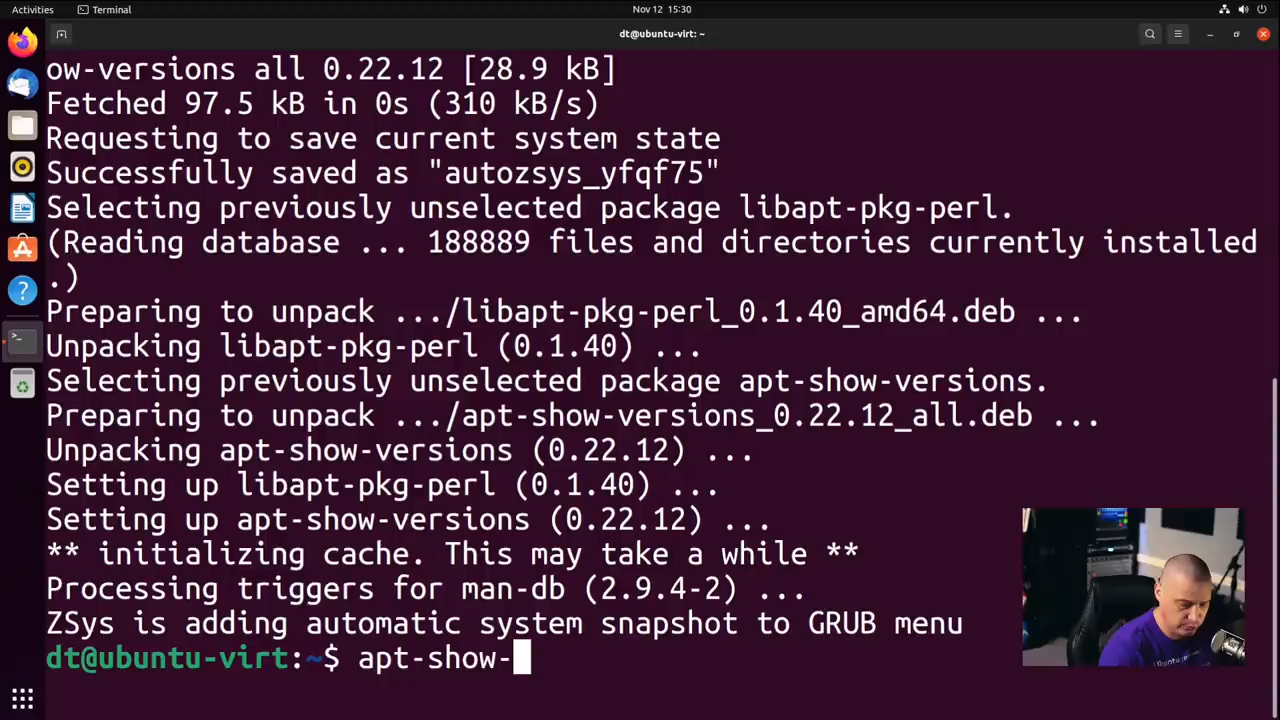 Activities
Terminal
Nov 12 15:30
dt@ubuntu-virt: ~
ow-versions all 0.22.12 [28.9 kB]
Fetched 97.5 kB in 0s (310 kB/s)
Requesting to save current system state
Successfully saved as "autozsys_yfqf75"
Selecting previously unselected package libapt-pkg-perl.
(Reading database ... 188889 files and directories currently installed
.)
Preparing to unpack .../libapt-pkg-perl_0.1.40_amd64.deb ...
Unpacking libapt-pkg-perl (0.1.40) ...
Selecting previously unselected package apt-show-versions.
Preparing to unpack .../apt-show-versions_0.22.12_all.deb ...
Unpacking apt-show-versions (0.22.12) ...
Setting up libapt-pkg-perl (0.1.40) ...
Setting up apt-show-versions (0.22.12) ...
** initializing cache. This may take a while **
Processing triggers for man-db (2.9.4-2) ...
ZSys is adding automatic system snapshot to GRUB menu
dt@ubuntu-virt:~$ apt-show-